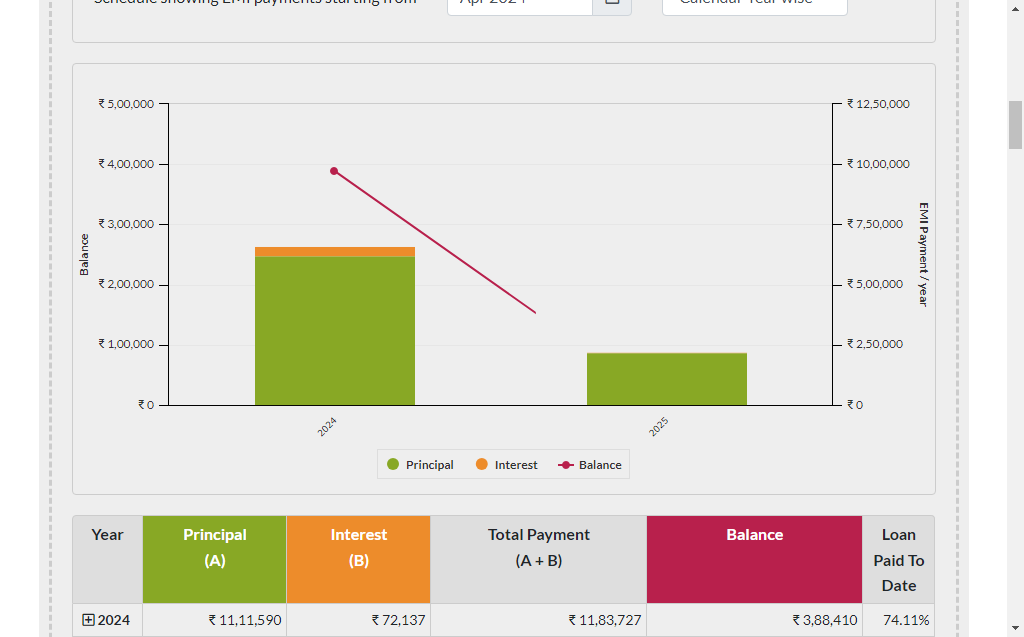 Schedule showing EMI payments starting from Apr 2024 Calendar Year wise
₹ 5,00,000
₹ 4,00,000
₹ 3,00,000
₹ 2,00,000
₹ 1,00,000
₹ 0
Balance
₹ 12,50,000
₹ 10,00,000
₹ 7,50,000
₹ 5,00,000
₹ 2,50,000
₹ 0
EMI Payment / year
2024 2025
Principal Interest Balance
Year Principal Interest Total Payment Balance Loan
(A) (B) (A + B) Paid To
Date
2024 ₹ 11,11,590 ₹ 72,137 ₹ 11,83,727 ₹ 3,88,410 74.11%